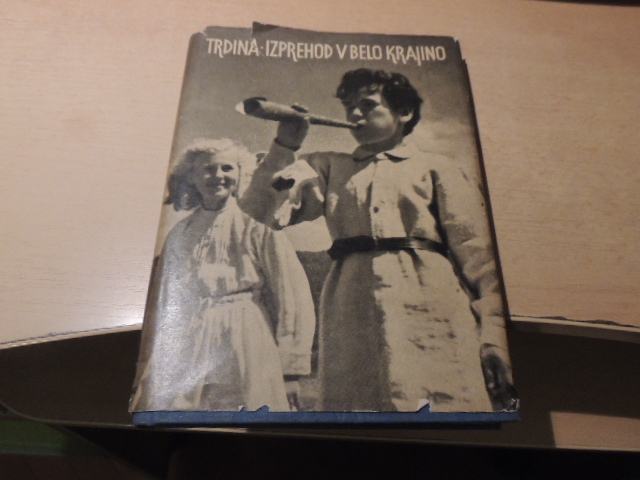 TRDINA · IZPREHOD V BELO KRAJINO